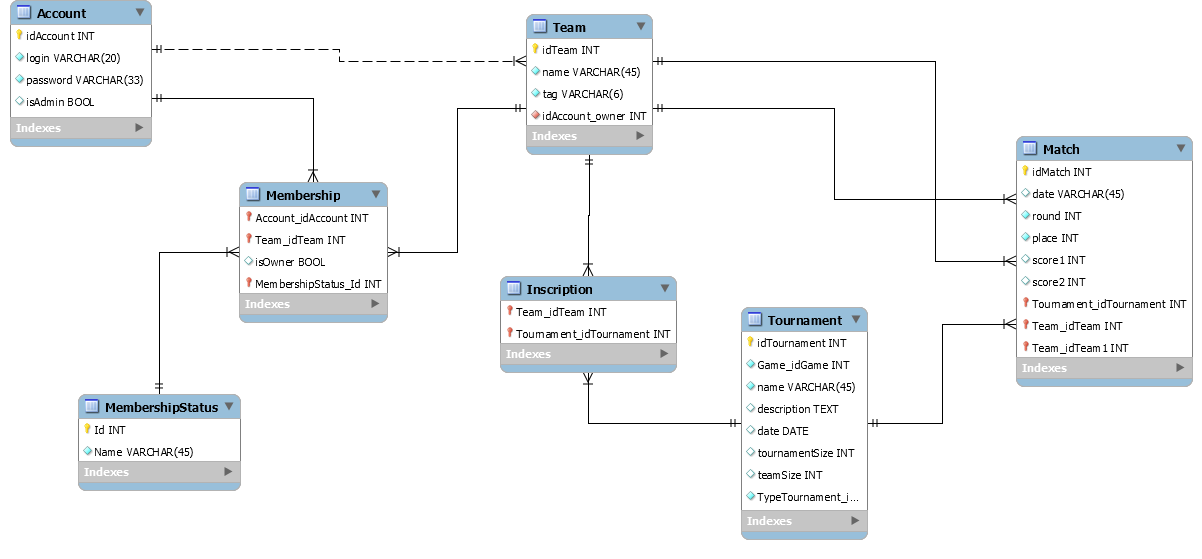 Account
idAccount INT
login VARCHAR(20)
password VARCHAR(33)
isAdmin BOOL
Indexes
Team
idTeam INT
name VARCHAR(45)
tag VARCHAR(6)
idAccount_owner INT
Indexes
Match
idMatch INT
date VARCHAR(45)
round INT
place INT
score1 INT
score2 INT
Tournament_idTournament INT
Team_idTeam INT
Team_idTeam1 INT
Indexes
Membership
Account_idAccount INT
Team_idTeam INT
isOwner BOOL
MembershipStatus_Id INT
Indexes
Inscription
Team_idTeam INT
Tournament_idTournament INT
Indexes
Tournament
idTournament INT
Game_idGame INT
name VARCHAR(45)
description TEXT
date DATE
tournamentSize INT
teamSize INT
TypeTournament_i...
Indexes
MembershipStatus
Id INT
Name VARCHAR(45)
Indexes